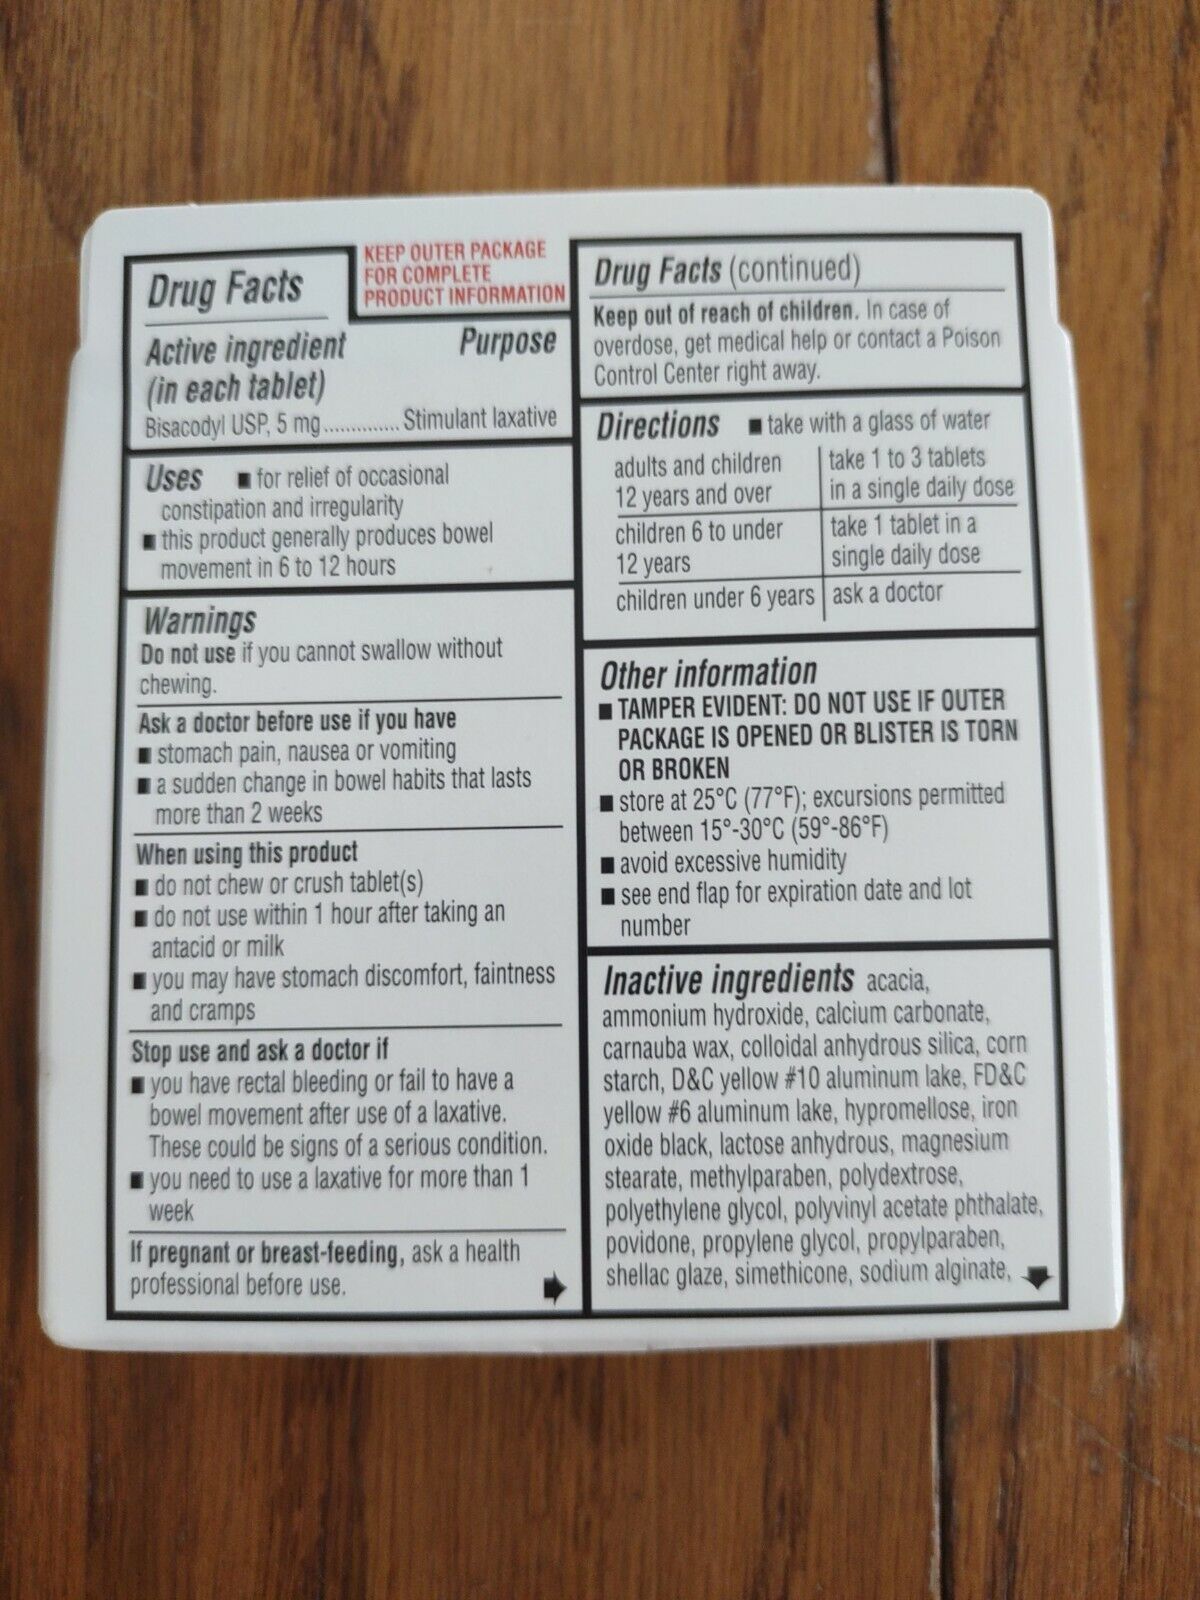 Drug Facts
KEEP OUTER PACKAGE
FOR COMPLETE
PRODUCT INFORMATION
Active ingredient Purpose
(in each tablet)
Bisacodyl USP, 5 mg.............. Stimulant laxative
Uses ■ for relief of occasional
constipation and irregularity
■ this product generally produces bowel
movement in 6 to 12 hours
Warnings
Do not use if you cannot swallow without
chewing.
Ask a doctor before use if you have
■ stomach pain, nausea or vomiting
■ a sudden change in bowel habits that lasts
more than 2 weeks
When using this product
■ do not chew or crush tablet(s)
■ do not use within 1 hour after taking an
antacid or milk
■ you may have stomach discomfort, faintness
and cramps
Stop use and ask a doctor if
■ you have rectal bleeding or fail to have a
bowel movement after use of a laxative.
These could be signs of a serious condition.
■ you need to use a laxative for more than 1
week
If pregnant or breast-feeding, ask a health
professional before use.
Drug Facts (continued)
Keep out of reach of children. In case of
overdose, get medical help or contact a Poison
Control Center right away.
Directions ■ take with a glass of water
adults and children take 1 to 3 tablets
12 years and over in a single daily dose
children 6 to under take 1 tablet in a
12 years single daily dose
children under 6 years ask a doctor
Other information
■ TAMPER EVIDENT: DO NOT USE IF OUTER
PACKAGE IS OPENED OR BLISTER IS TORN
OR BROKEN
■ store at 25°C (77°F); excursions permitted
between 15°-30°C (59°-86°F)
■ avoid excessive humidity
■ see end flap for expiration date and lot
number
Inactive ingredients acacia,
ammonium hydroxide, calcium carbonate,
carnauba wax, colloidal anhydrous silica, corn
starch, D&C yellow #10 aluminum lake, FD&C
yellow #6 aluminum lake, hypromellose, iron
oxide black, lactose anhydrous, magnesium
stearate, methylparaben, polydextrose,
polyethylene glycol, polyvinyl acetate phthalate,
povidone, propylene glycol, propylparaben,
shellac glaze, simethicone, sodium alginate,